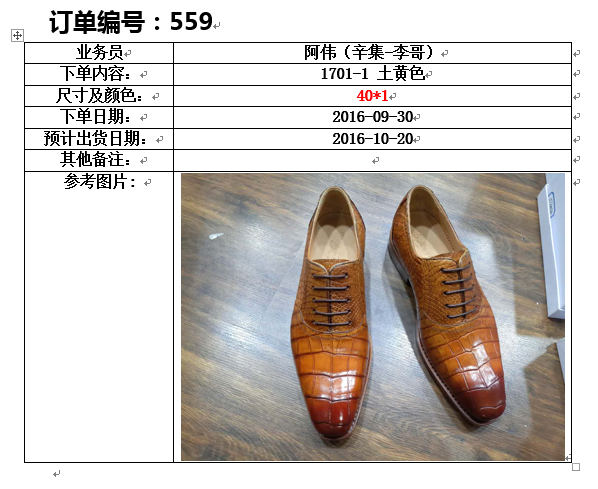 订单编号：559
业务员 阿伟（辛集-李哥）
下单内容： 1701-1 土黄色
尺寸及颜色： 40*1
下单日期： 2016-09-30
预计出货日期： 2016-10-20
其他备注：
参考图片：